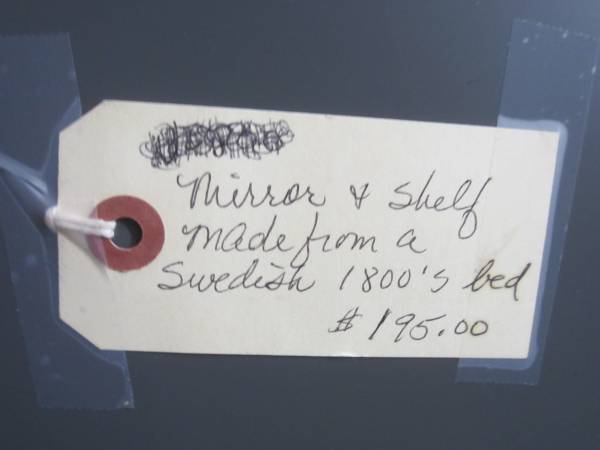 Mirror & Shelf
made from a
Swedish 1800's bed
$195.00